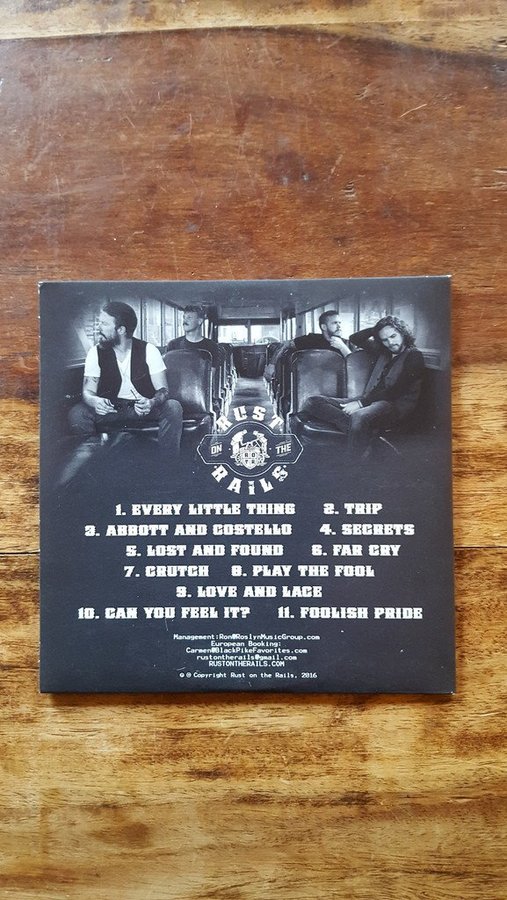 RUST
ON THE
RAILS
1. EVERY LITTLE THING 2. TRIP
3. ABBOTT AND COSTELLO 4. SECRETS
5. LOST AND FOUND 6. FAR CRY
7. CRUTCH 8. PLAY THE FOOL
9. LOVE AND LACE
10. CAN YOU FEEL IT? 11. FOOLISH PRIDE
Management:Ron@RoslynMusicGroup.com
European Booking:
Carmen@BlackPikeFavorites.com
rustontherails@gmail.com
RUSTONTHERAILS.COM
© ℗ Copyright Rust on the Rails, 2016